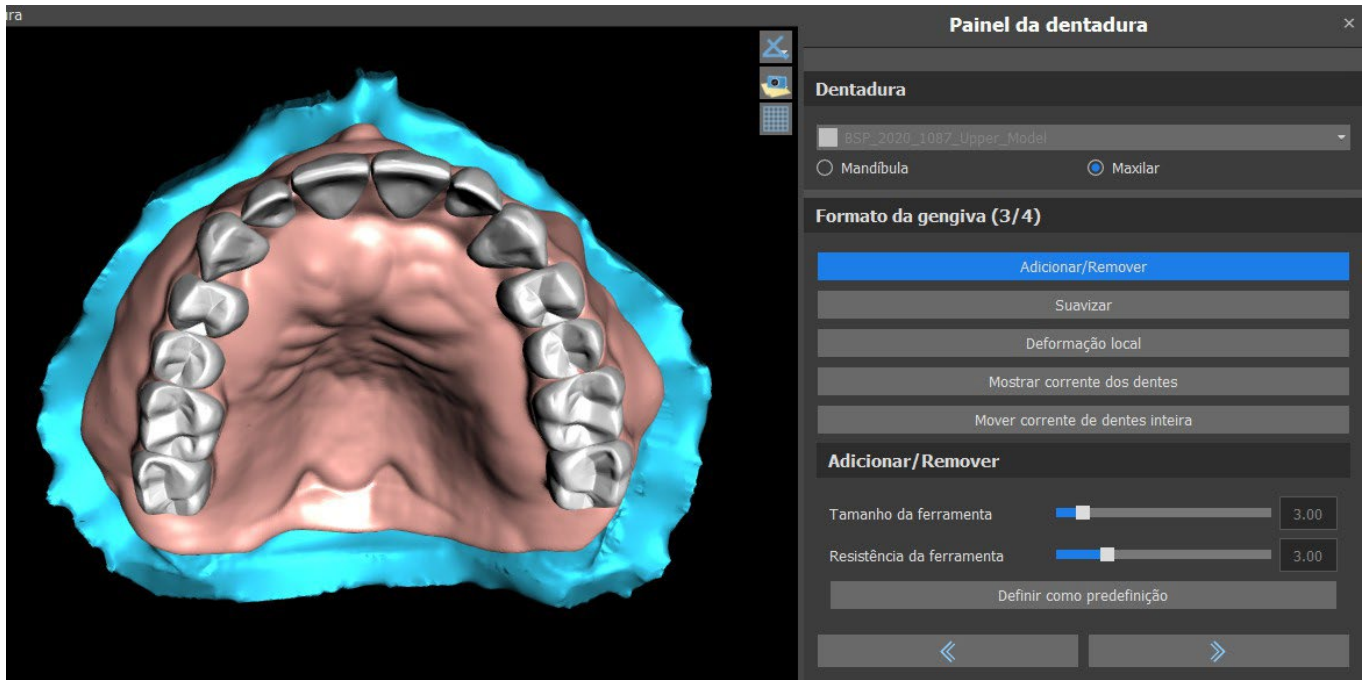 ura
Painel da dentadura ×
Dentadura
BSP_2020_1087_Upper_Model
Mandíbula Maxilar
Formato da gengiva (3/4)
Adicionar/Remover
Suavizar
Deformação local
Mostrar corrente dos dentes
Mover corrente de dentes inteira
Adicionar/Remover
Tamanho da ferramenta 3.00
Resistência da ferramenta 3.00
Definir como predefinição